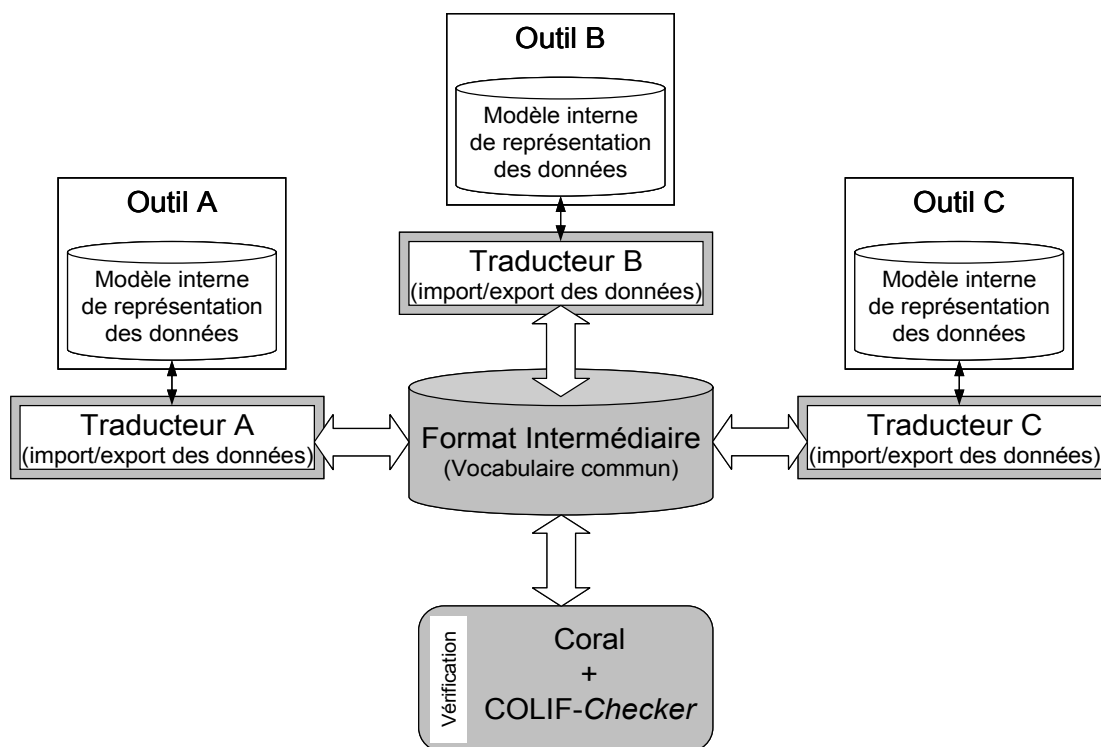 Outil B
Modèle interne
de représentation
des données
Outil A
Modèle interne
de représentation
des données
Outil C
Modèle interne
de représentation
des données
Traducteur B
(import/export des données)
Traducteur A
(import/export des données)
Format Intermédiaire
(Vocabulaire commun)
Traducteur C
(import/export des données)
Vérification
Coral
+
COLIF-Checker